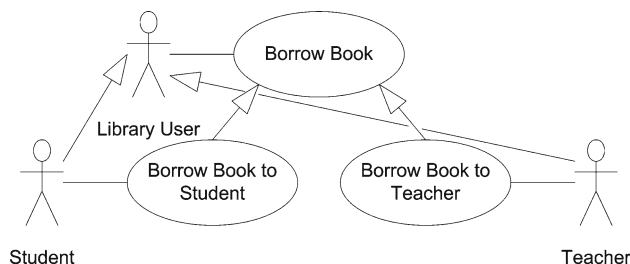 Borrow Book
Library User
Borrow Book to
Student
Borrow Book to
Teacher
Student
Teacher